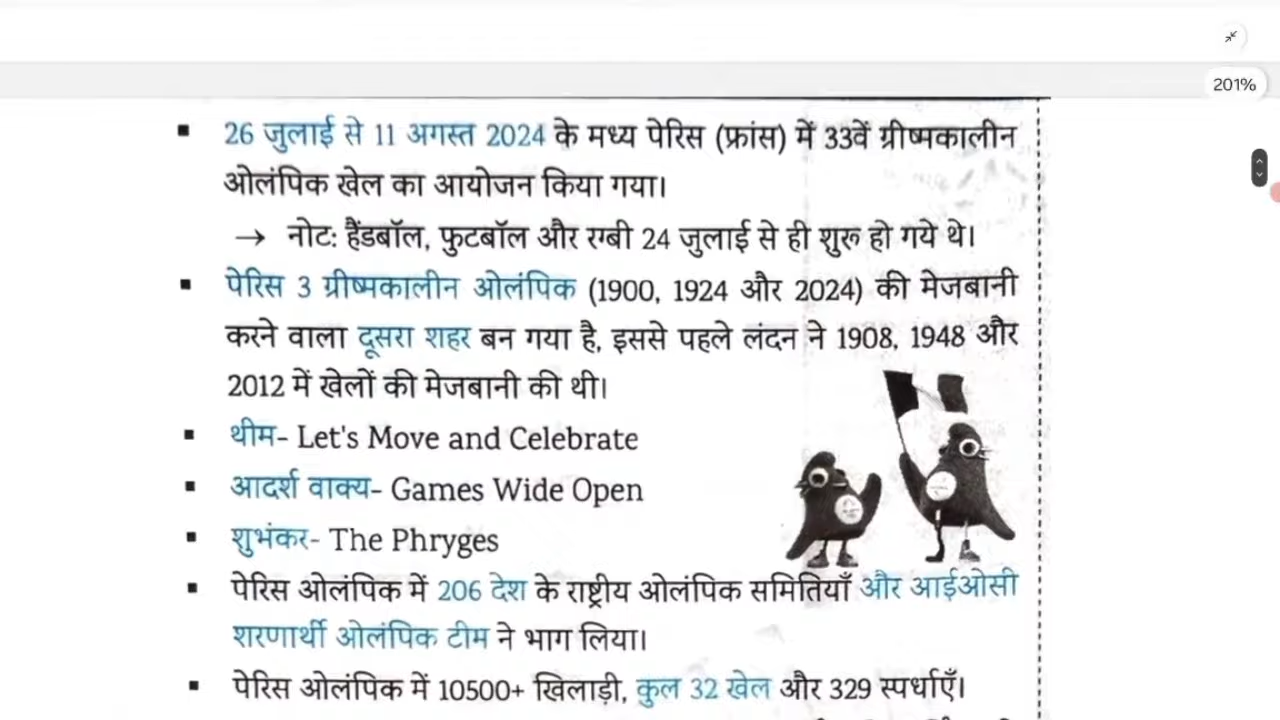 201%
▪ 26 जुलाई से 11 अगस्त 2024 के मध्य पेरिस (फ्रांस) में 33वें ग्रीष्मकालीन
ओलंपिक खेल का आयोजन किया गया।
→ नोट: हैंडबॉल, फुटबॉल और रग्बी 24 जुलाई से ही शुरू हो गये थे।
▪ पेरिस 3 ग्रीष्मकालीन ओलंपिक (1900, 1924 और 2024) की मेजबानी
करने वाला दूसरा शहर बन गया है, इससे पहले लंदन ने 1908, 1948 और
2012 में खेलों की मेजबानी की थी।
▪ थीम- Let's Move and Celebrate
▪ आदर्श वाक्य- Games Wide Open
▪ शुभंकर- The Phryges
▪ पेरिस ओलंपिक में 206 देश के राष्ट्रीय ओलंपिक समितियाँ और आईओसी
शरणार्थी ओलंपिक टीम ने भाग लिया।
▪ पेरिस ओलंपिक में 10500+ खिलाड़ी, कुल 32 खेल और 329 स्पर्धाएँ।